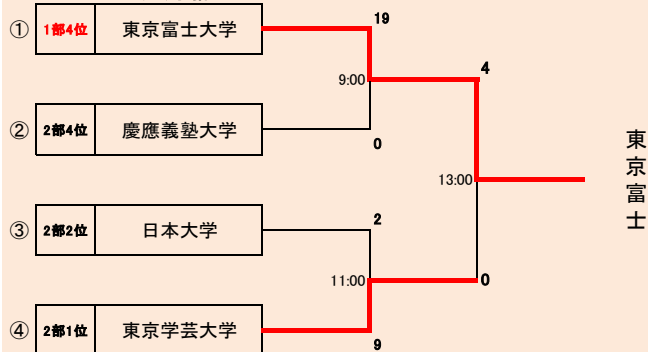 ① 1部4位 東京富士大学
19
9:00
4
② 2部4位 慶應義塾大学
0
13:00
東京富士
③ 2部2位 日本大学
2
11:00
0
④ 2部1位 東京学芸大学
9